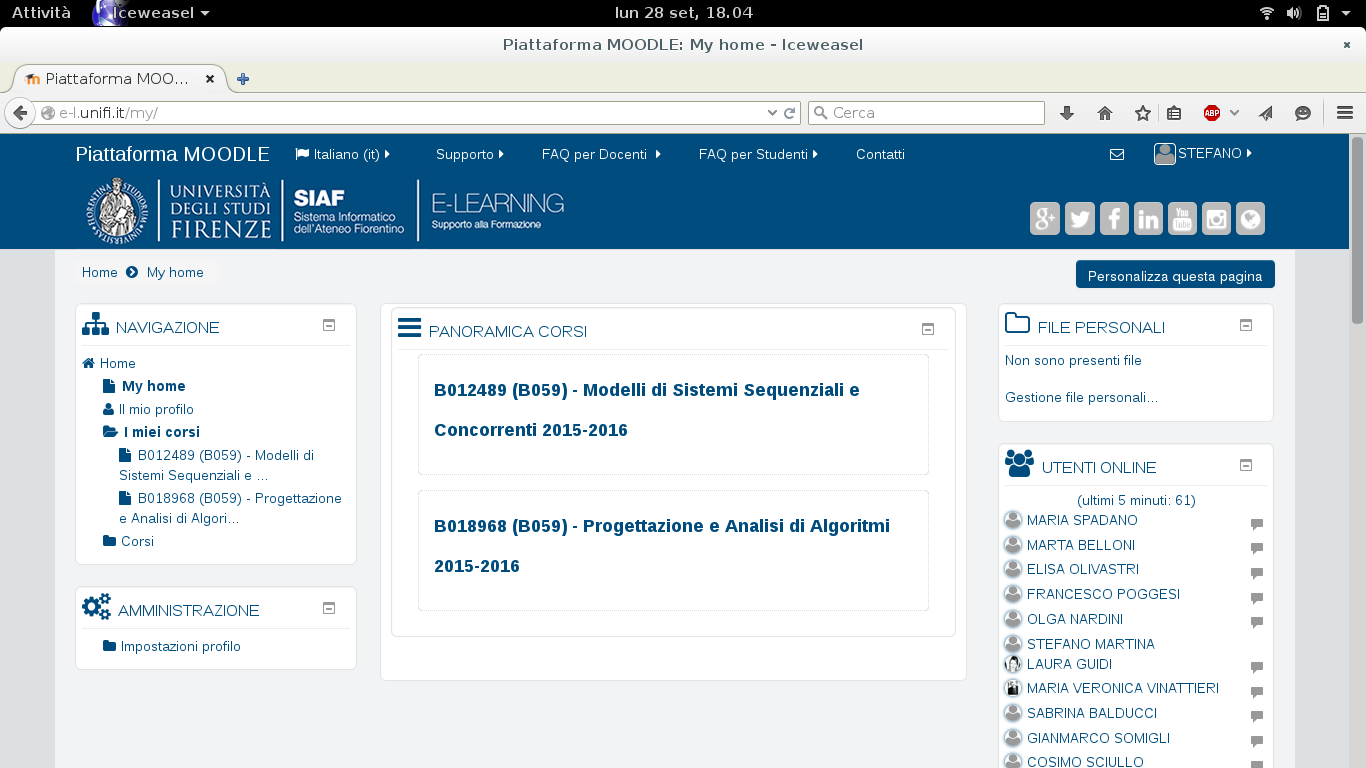 Attività
Iceweasel
lun 28 set, 18.04
Piattaforma MOODLE: My home - Iceweasel
Piattaforma MOO...
e-l.unifi.it/my/
Cerca
ABP
Piattaforma MOODLE
Italiano (it)
Supporto
FAQ per Docenti
FAQ per Studenti
Contatti
STEFANO
UNIVERSITÀ
DEGLI STUDI
FIRENZE
SIAF
Sistema Informatico
dell'Ateneo Fiorentino
E-LEARNING
Supporto alla Formazione
You
Tube
Home
My home
Personalizza questa pagina
NAVIGAZIONE
Home
My home
Il mio profilo
I miei corsi
B012489 (B059) - Modelli di
Sistemi Sequenziali e ...
B018968 (B059) - Progettazione
e Analisi di Algori...
Corsi
AMMINISTRAZIONE
Impostazioni profilo
PANORAMICA CORSI
B012489 (B059) - Modelli di Sistemi Sequenziali e
Concorrenti 2015-2016
B018968 (B059) - Progettazione e Analisi di Algoritmi
2015-2016
FILE PERSONALI
Non sono presenti file
Gestione file personali...
UTENTI ONLINE
(ultimi 5 minuti: 61)
MARIA SPADANO
MARTA BELLONI
ELISA OLIVASTRI
FRANCESCO POGGESI
OLGA NARDINI
STEFANO MARTINA
LAURA GUIDI
MARIA VERONICA VINATTIERI
SABRINA BALDUCCI
GIANMARCO SOMIGLI
COSIMO SCIULLO